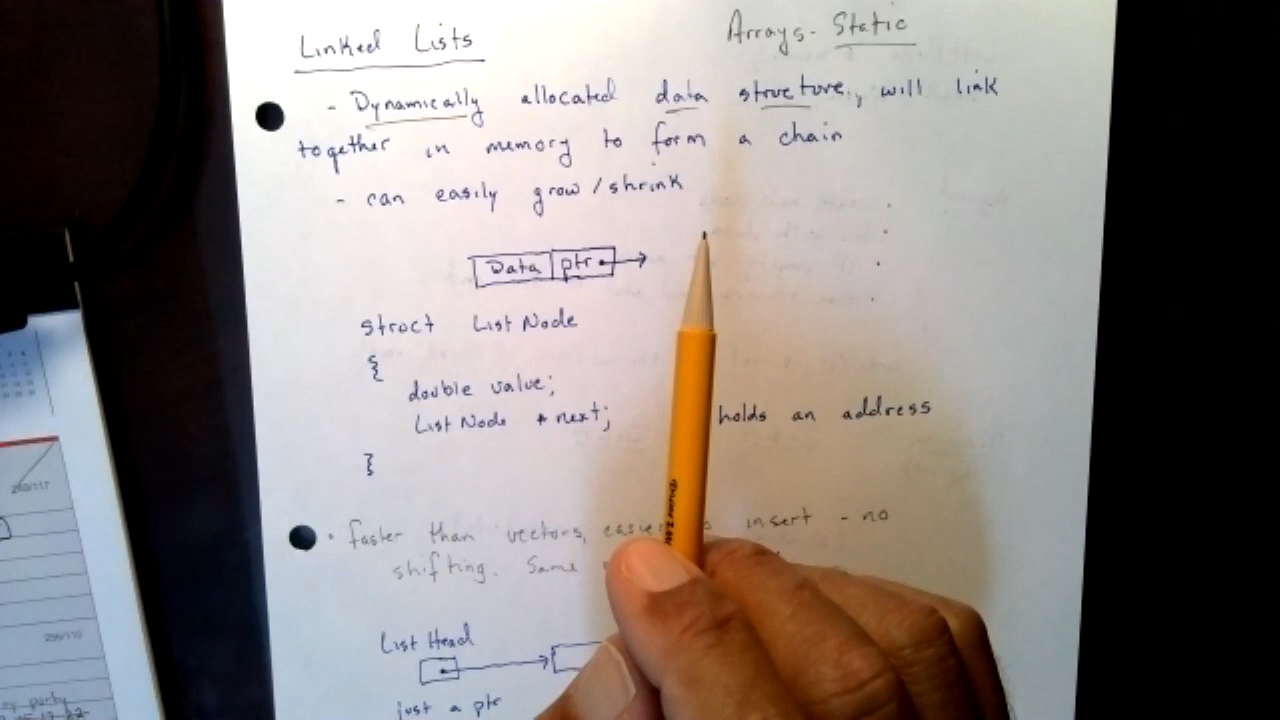 Linked Lists
Arrays - Static
- Dynamically allocated data structure, will link
together in memory to form a chain
- can easily grow/shrink
Data ptr
struct ListNode
{
double value;
ListNode * next;
holds an address
}
• faster than vectors, insert - no
shifting. Same
List Head
just a ptr
289/117